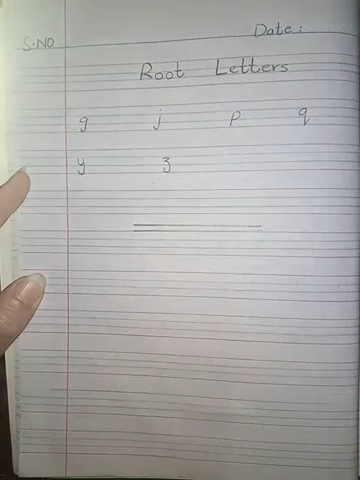 Date:
S.NO
Root Letters
g j p q
y z